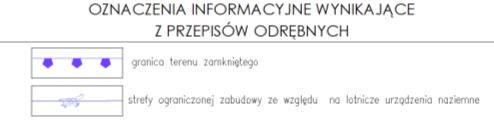 OZNACZENIA INFORMACYJNE WYNIKAJĄCE
Z PRZEPISÓW ODRĘBNYCH
granica terenu zamkniętego
strefy ograniczonej zabudowy ze względu na lotnicze urządzenia naziemne